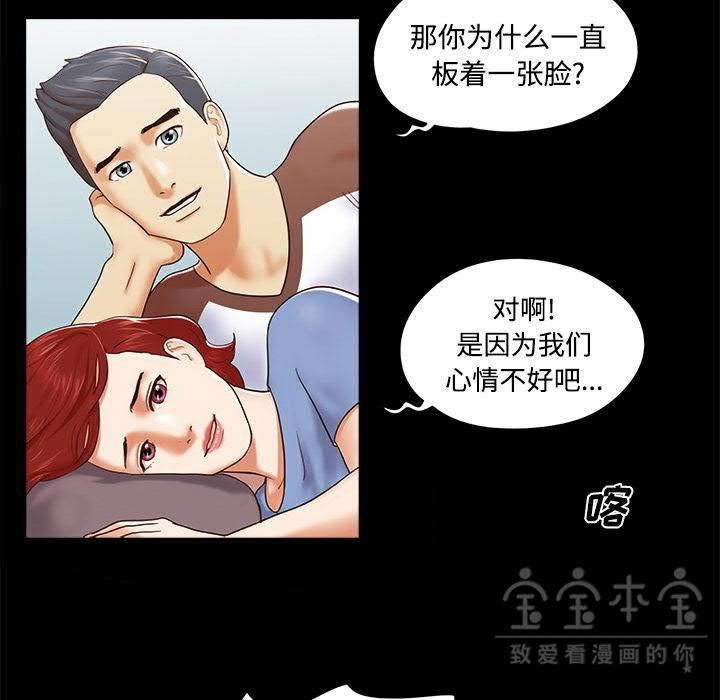 那你为什么一直
板着一张脸?
对啊!
是因为我们
心情不好吧...
喀
宝宝本宝
致爱看漫画的你